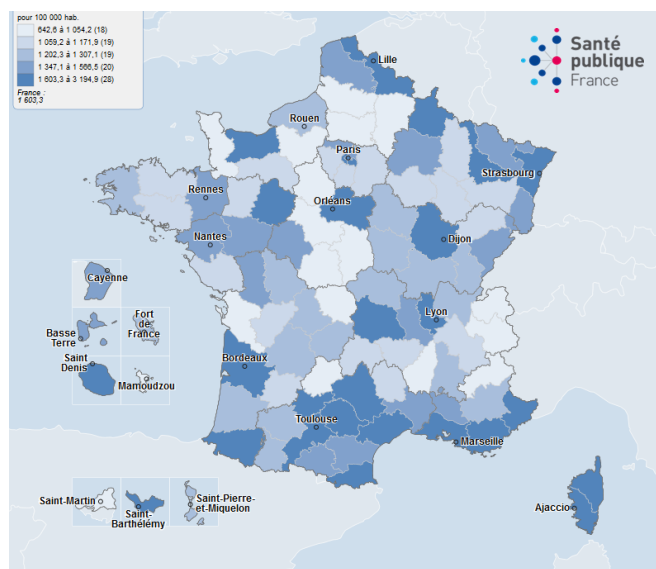 pour 100 000 hab.
642,6 à 1 054,2 (18)
1 059,2 à 1 171,9 (19)
1 202,3 à 1 307,1 (19)
1 347,1 à 1 566,5 (20)
1 603,3 à 3 194,9 (28)
France :
1 603,3
Santé
publique
France
Lille
Rouen
Paris
Strasbourg
Rennes
Orléans
Nantes
Dijon
Cayenne
Lyon
Basse
Terre
Fort
de
France
Saint
Denis
Mamoudzou
Bordeaux
Toulouse
Marseille
Saint-Martin
Saint-
Barthélémy
Saint-Pierre-
et-Miquelon
Ajaccio